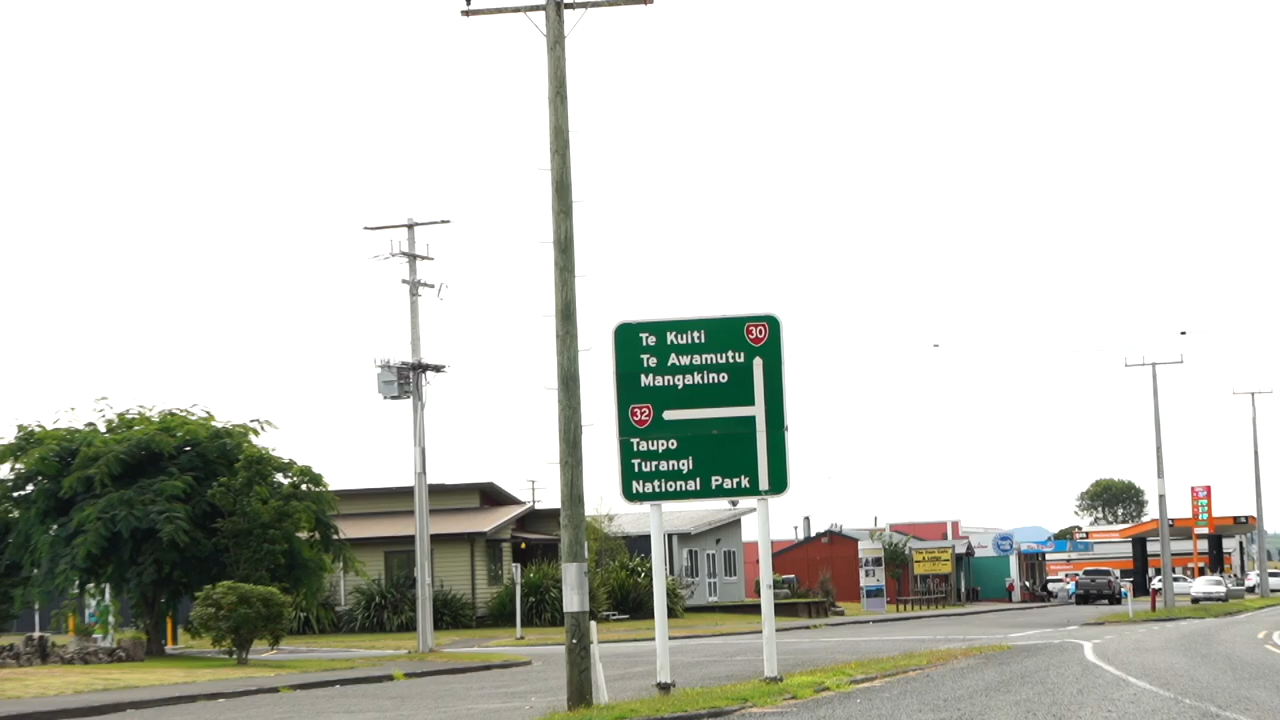 Te Kuiti 30
Te Awamutu
Mangakino
32
Taupo
Turangi
National Park